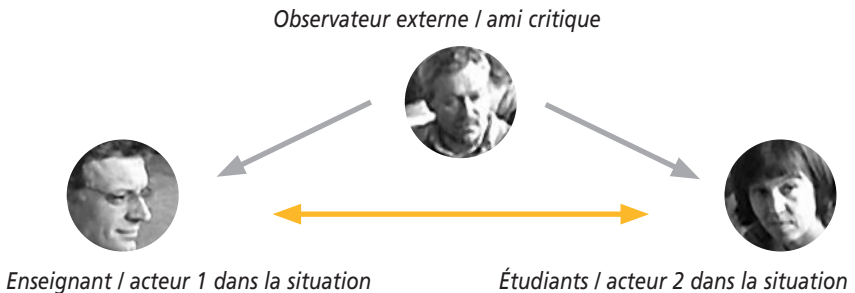 Observateur externe / ami critique
Enseignant / acteur 1 dans la situation
Étudiants / acteur 2 dans la situation